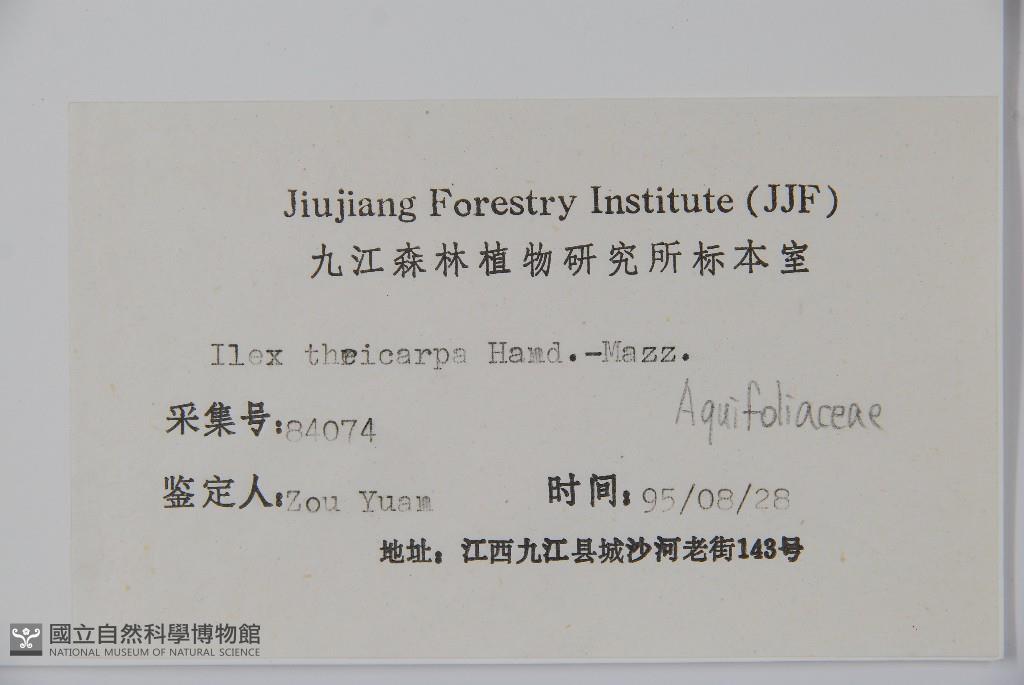 Jiujiang Forestry Institute (JJF)
九江森林植物研究所标本室
Ilex theicarpa Hand.-Mazz.
Aquifoliaceae
采集号:84074
鉴定人:Zou Yuan 时间:95/08/28
地址: 江西九江县城沙河老街143号
國立自然科學博物館
NATIONAL MUSEUM OF NATURAL SCIENCE